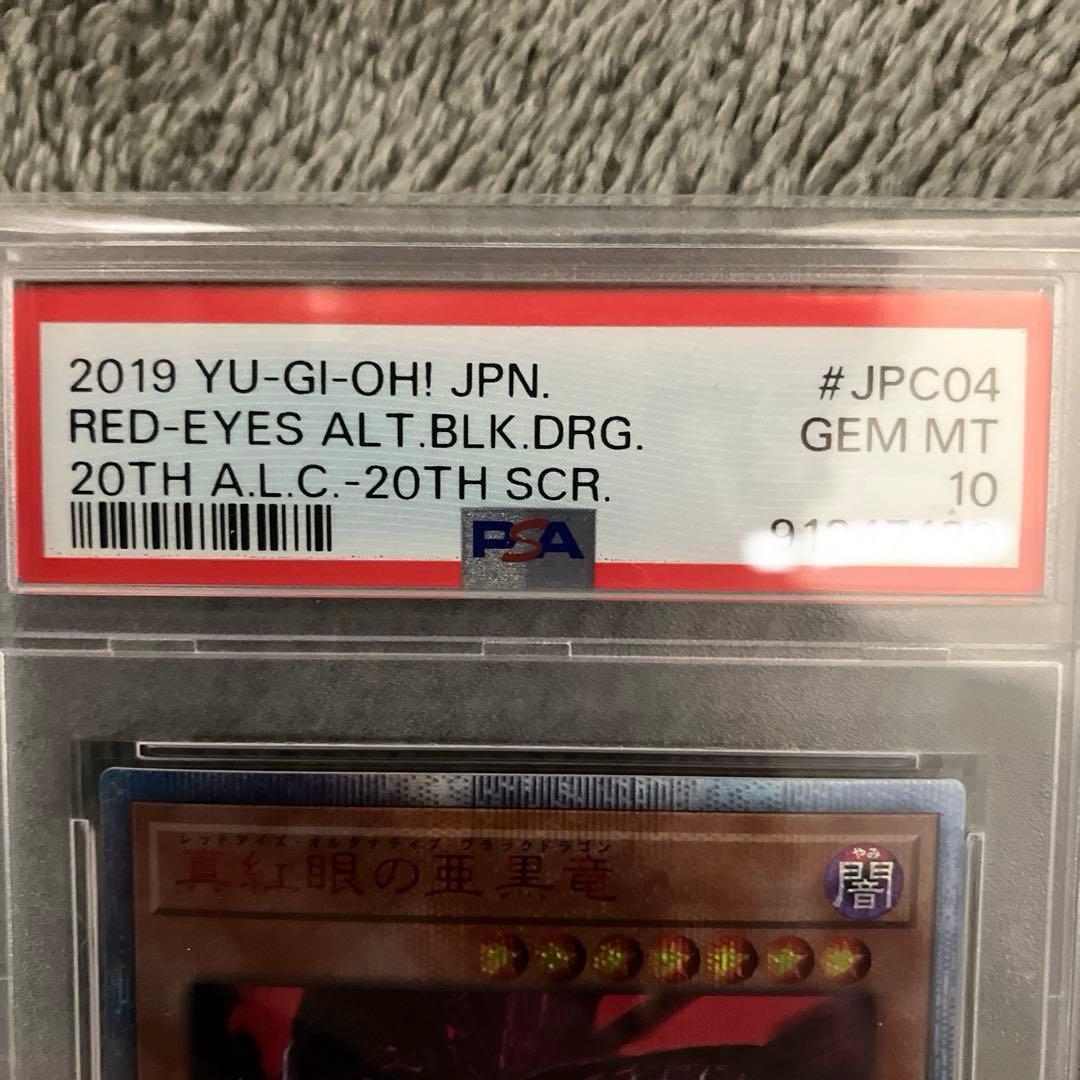 2019 YU-GI-OH! JPN. #JPC04
RED-EYES ALT.BLK.DRG. GEM MT
20TH A.L.C.-20TH SCR. 10
PSA
レッドアイズ・オルタナティブ・ブラックドラゴン
真紅眼の亜黒竜
やみ
闇